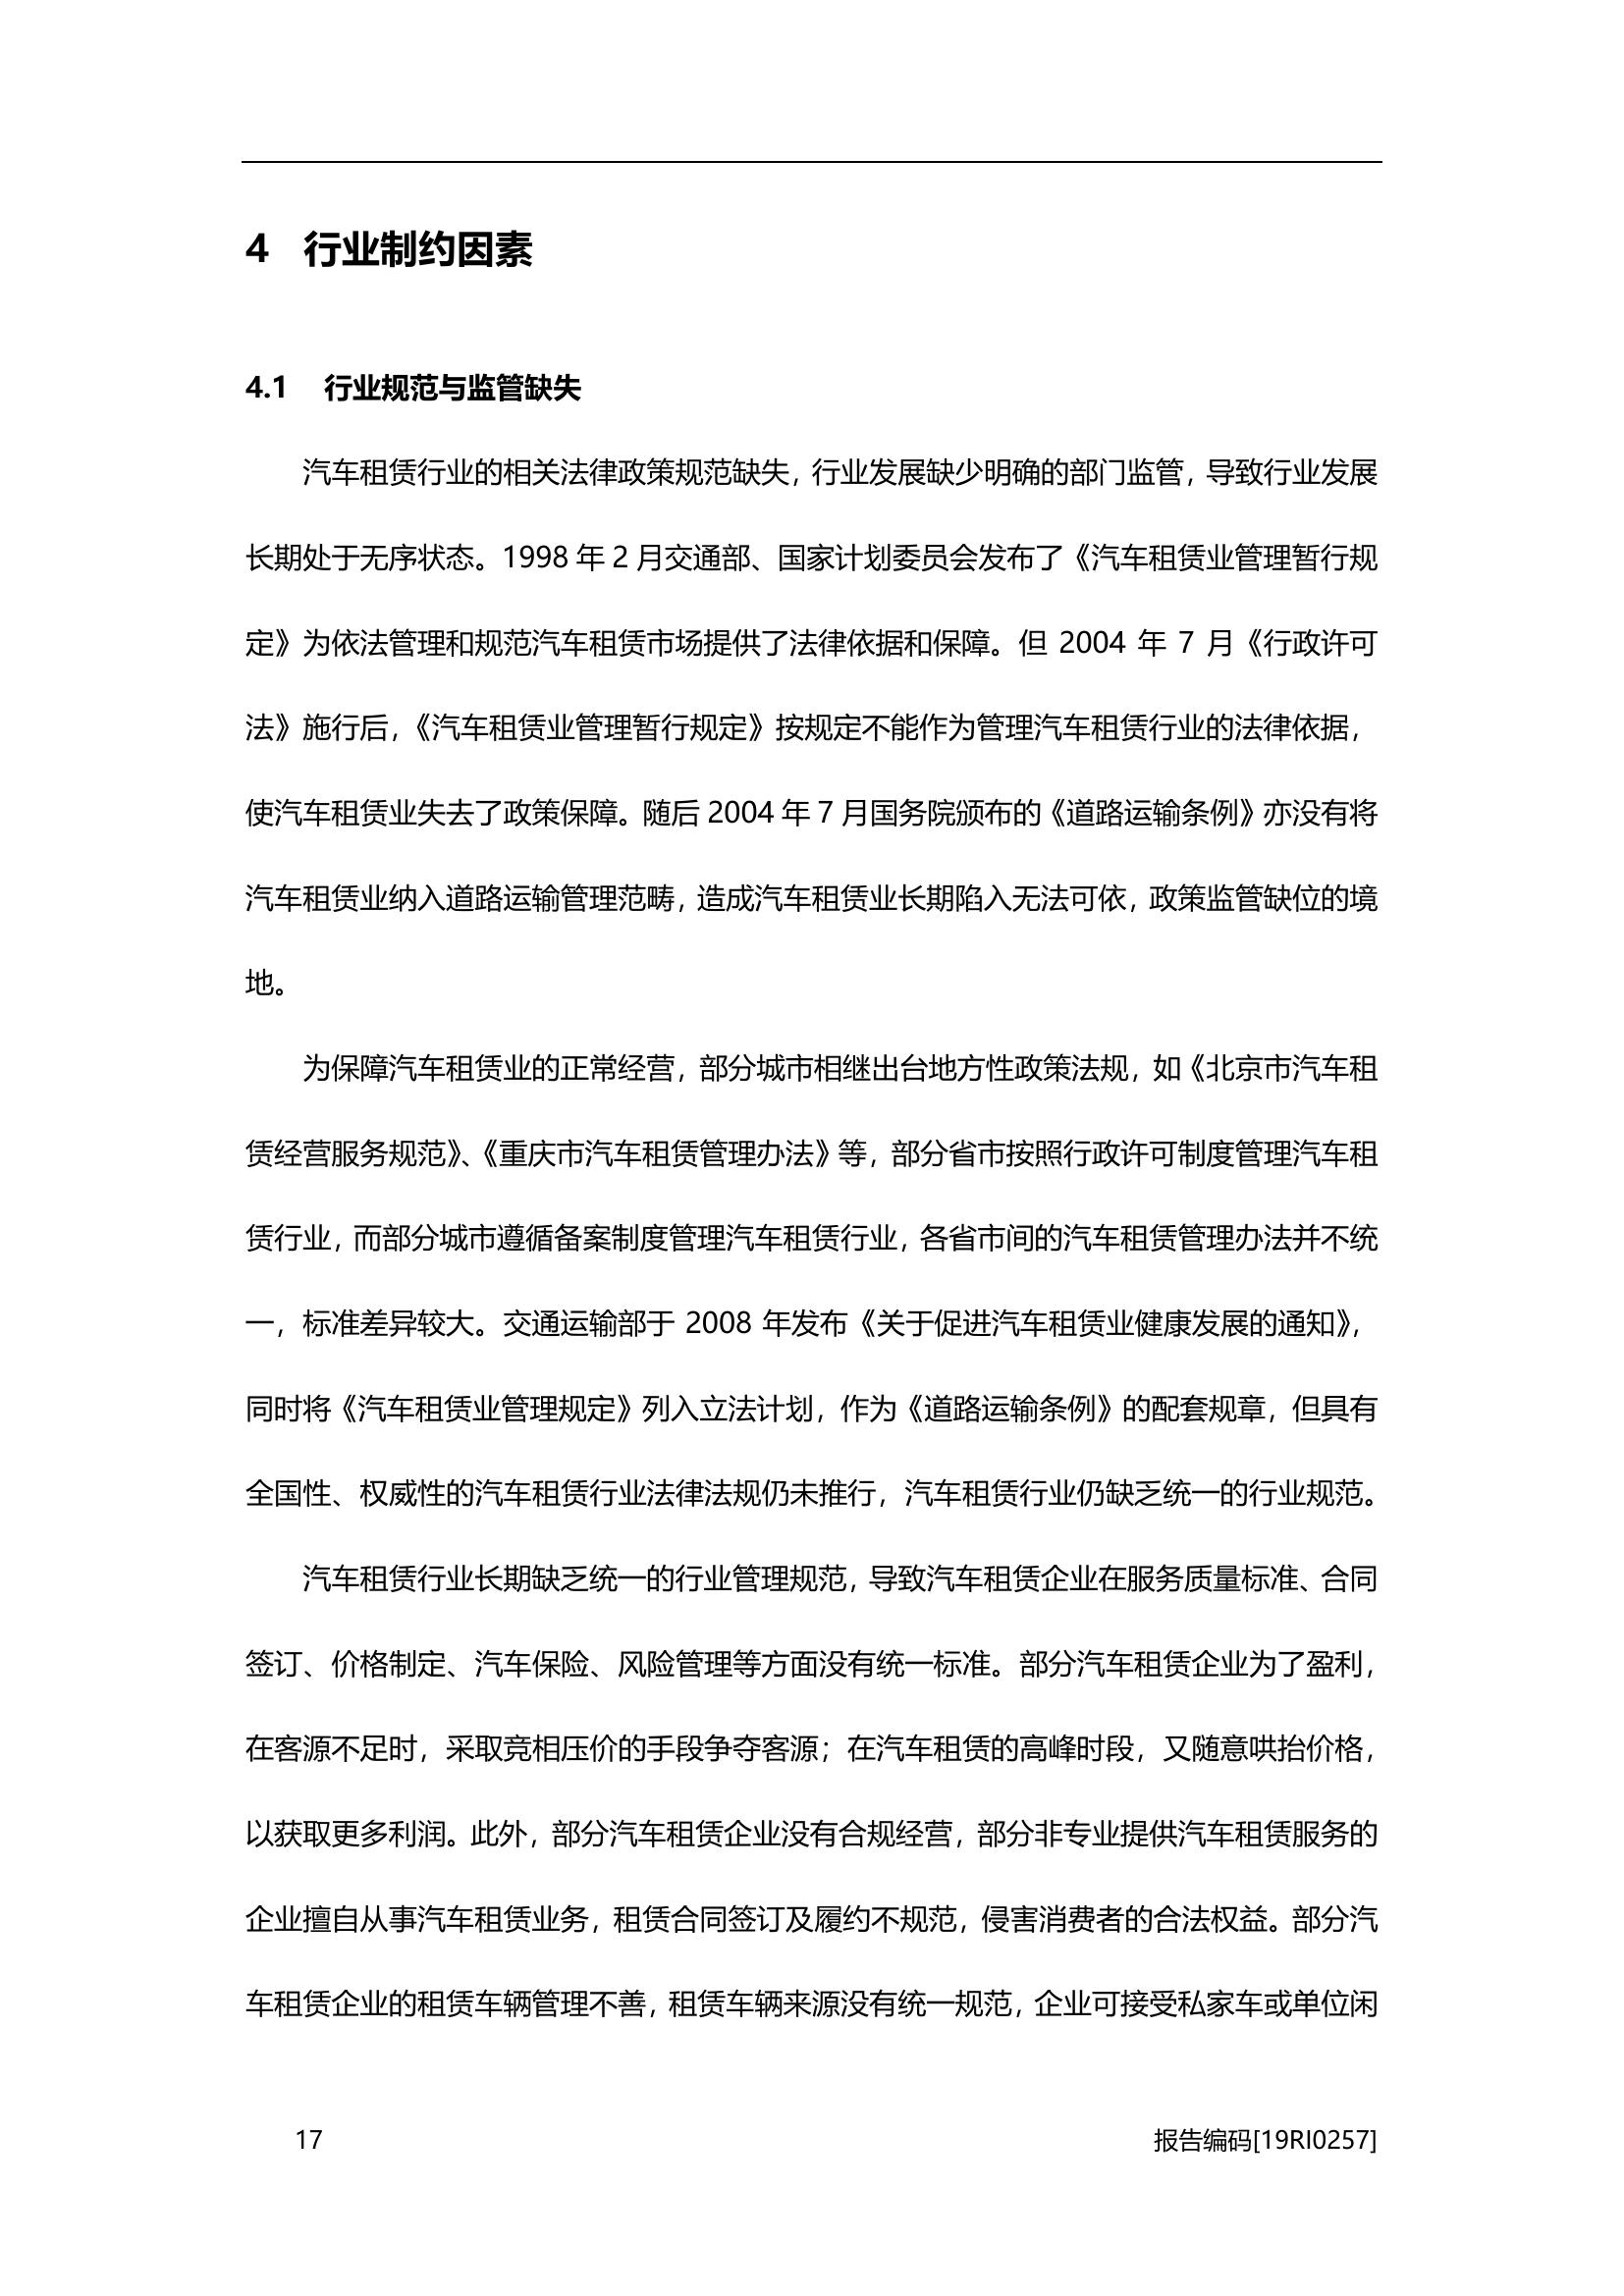 4 行业制约因素
4.1 行业规范与监管缺失
汽车租赁行业的相关法律政策规范缺失，行业发展缺少明确的部门监管，导致行业发展
长期处于无序状态。1998 年 2 月交通部、国家计划委员会发布了《汽车租赁业管理暂行规
定》为依法管理和规范汽车租赁市场提供了法律依据和保障。但 2004 年 7 月《行政许可
法》施行后，《汽车租赁业管理暂行规定》按规定不能作为管理汽车租赁行业的法律依据，
使汽车租赁业失去了政策保障。随后 2004 年 7 月国务院颁布的《道路运输条例》亦没有将
汽车租赁业纳入道路运输管理范畴，造成汽车租赁业长期陷入无法可依，政策监管缺位的境
地。
为保障汽车租赁业的正常经营，部分城市相继出台地方性政策法规，如《北京市汽车租
赁经营服务规范》、《重庆市汽车租赁管理办法》等，部分省市按照行政许可制度管理汽车租
赁行业，而部分城市遵循备案制度管理汽车租赁行业，各省市间的汽车租赁管理办法并不统
一，标准差异较大。交通运输部于 2008 年发布《关于促进汽车租赁业健康发展的通知》，
同时将《汽车租赁业管理规定》列入立法计划，作为《道路运输条例》的配套规章，但具有
全国性、权威性的汽车租赁行业法律法规仍未推行，汽车租赁行业仍缺乏统一的行业规范。
汽车租赁行业长期缺乏统一的行业管理规范，导致汽车租赁企业在服务质量标准、合同
签订、价格制定、汽车保险、风险管理等方面没有统一标准。部分汽车租赁企业为了盈利，
在客源不足时，采取竞相压价的手段争夺客源；在汽车租赁的高峰时段，又随意哄抬价格，
以获取更多利润。此外，部分汽车租赁企业没有合规经营，部分非专业提供汽车租赁服务的
企业擅自从事汽车租赁业务，租赁合同签订及履约不规范，侵害消费者的合法权益。部分汽
车租赁企业的租赁车辆管理不善，租赁车辆来源没有统一规范，企业可接受私家车或单位闲
17 报告编码[19RI0257]